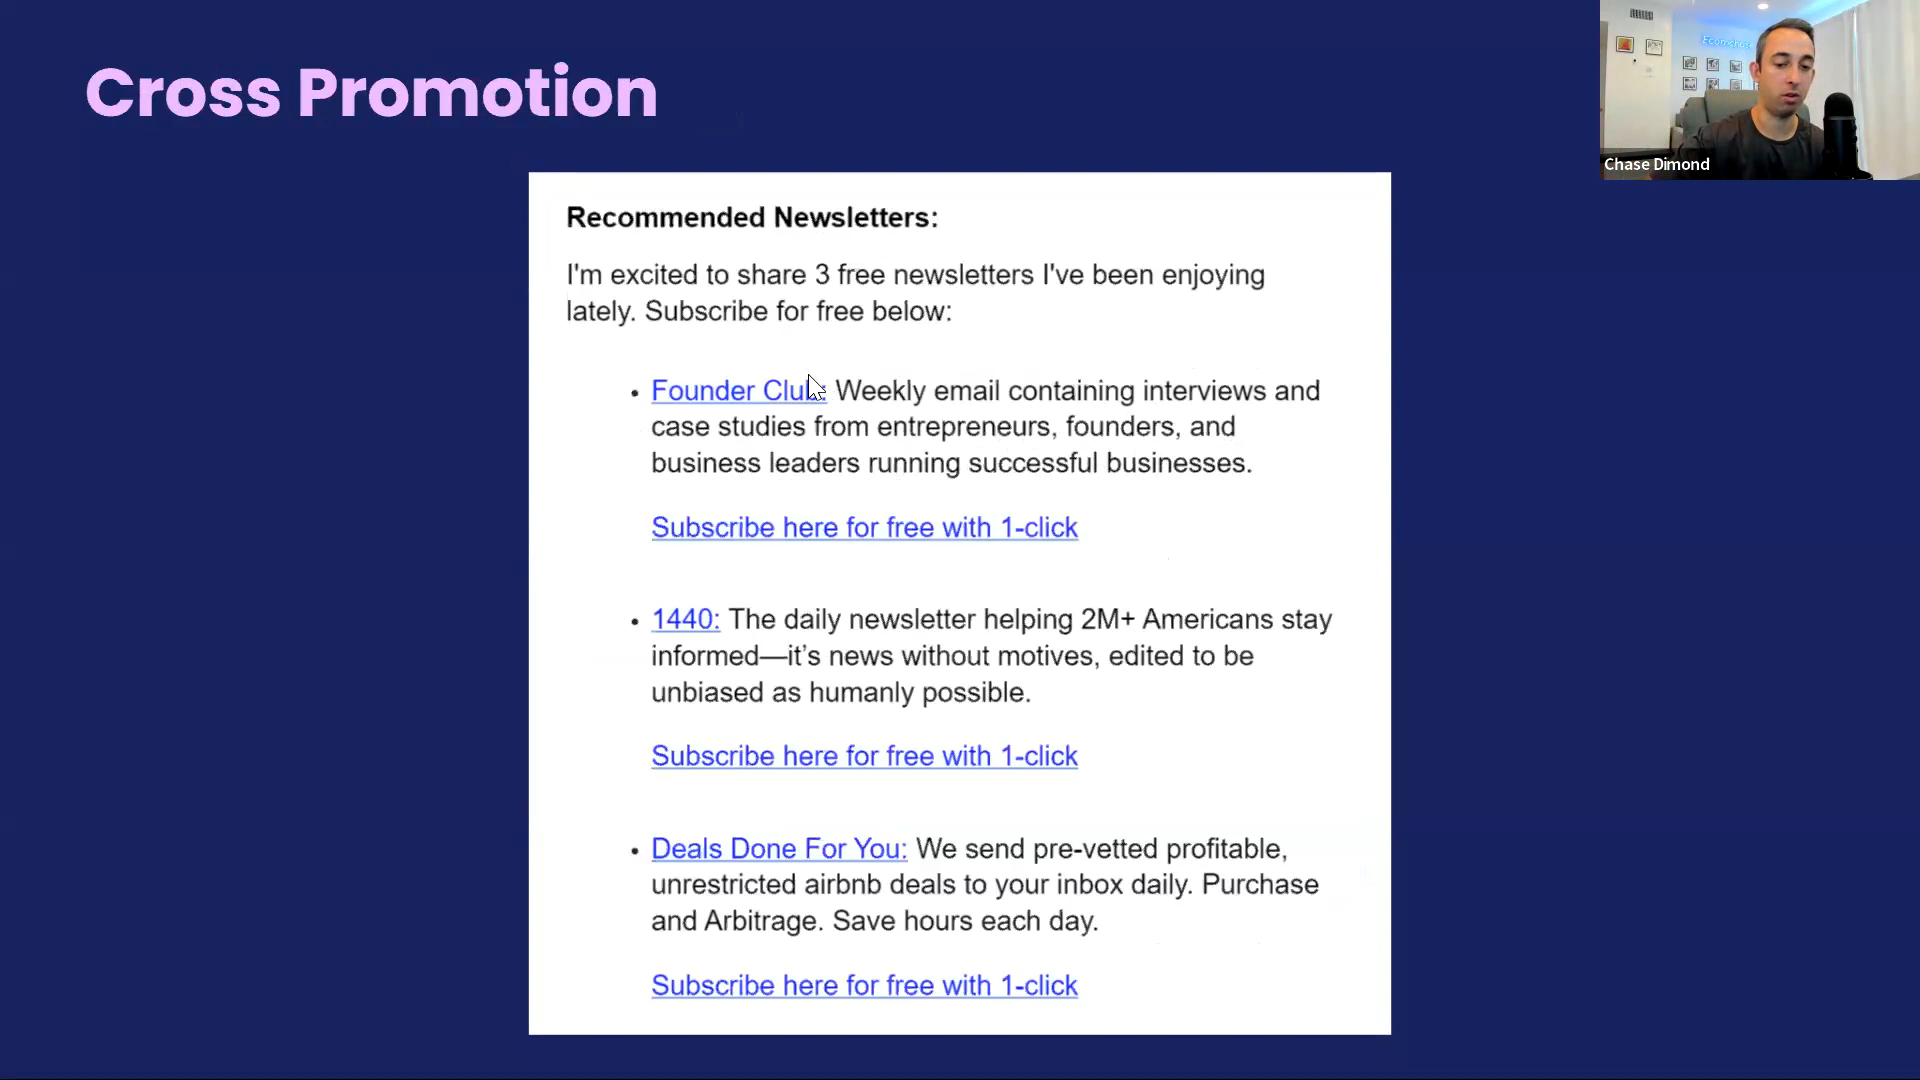 Cross Promotion
Chase Dimond
Recommended Newsletters:
I'm excited to share 3 free newsletters I've been enjoying
lately. Subscribe for free below:
• Founder Club: Weekly email containing interviews and
case studies from entrepreneurs, founders, and
business leaders running successful businesses.
Subscribe here for free with 1-click
• 1440: The daily newsletter helping 2M+ Americans stay
informed—it’s news without motives, edited to be
unbiased as humanly possible.
Subscribe here for free with 1-click
• Deals Done For You: We send pre-vetted profitable,
unrestricted airbnb deals to your inbox daily. Purchase
and Arbitrage. Save hours each day.
Subscribe here for free with 1-click